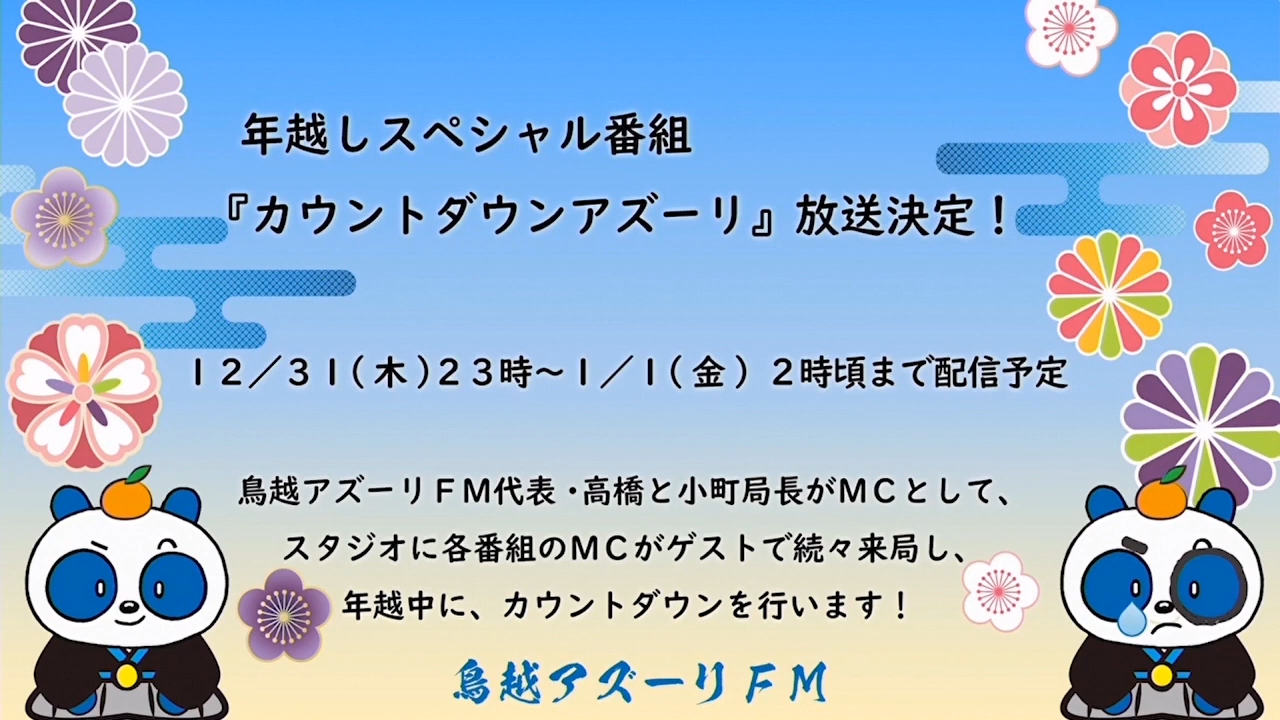 年越しスペシャル番組
『カウントダウンアズーリ』放送決定！
１２／３１(木)２３時～１／１(金) ２時頃まで配信予定
鳥越アズーリＦＭ代表・高橋と小町局長がＭＣとして、
スタジオに各番組のＭＣがゲストで続々来局し、
年越中に、カウントダウンを行います！
鳥越アズーリＦＭ